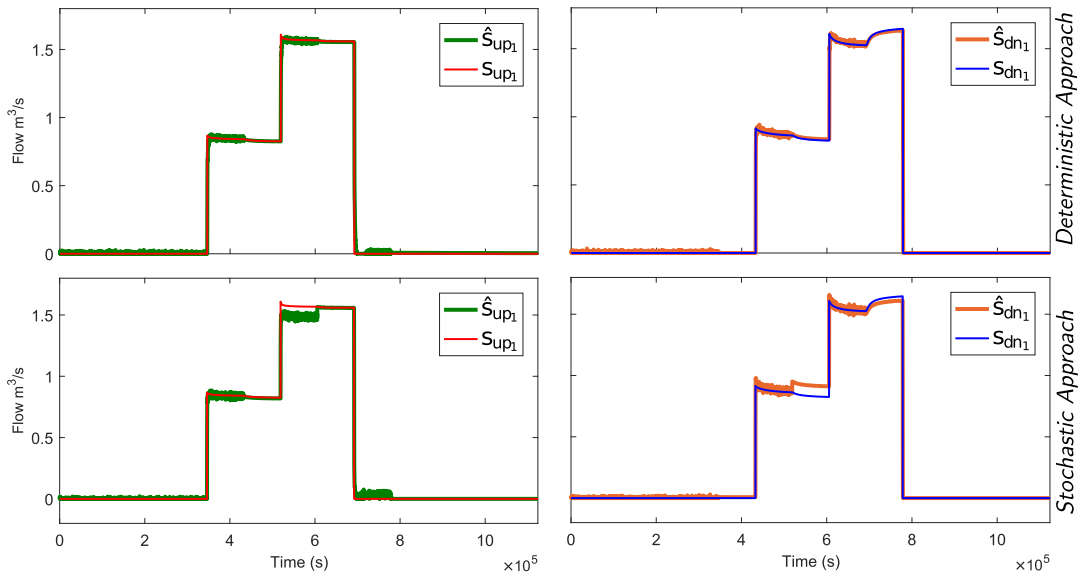 1.5
1
0.5
0
Flow m³/s
ŝup₁
sup₁
ŝdn₁
sdn₁
Deterministic Approach
1.5
1
0.5
0
Flow m³/s
ŝup₁
sup₁
0 2 4 6 8 10
Time (s)
×10⁵
ŝdn₁
sdn₁
0 2 4 6 8 10
Time (s)
×10⁵
Stochastic Approach